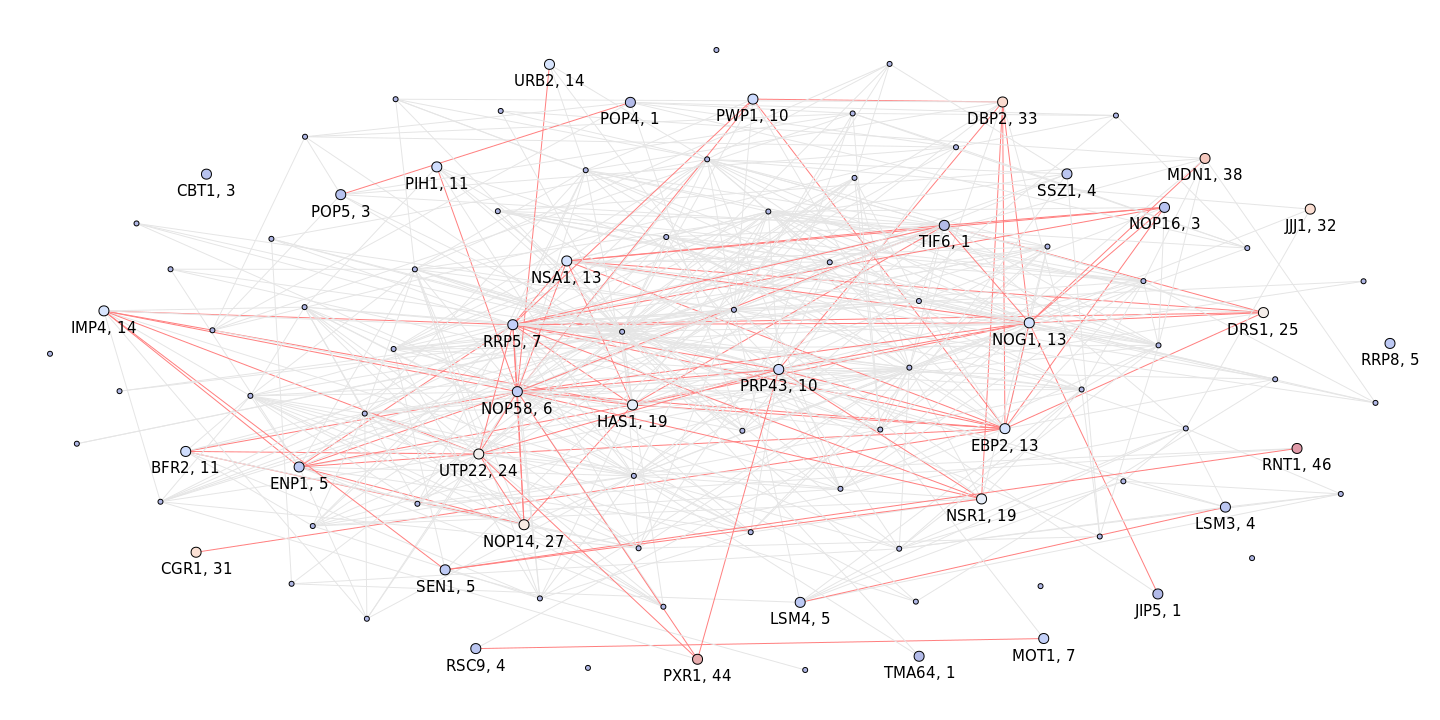 URB2, 14
POP4, 1
PWP1, 10
DBP2, 33
MDN1, 38
CBT1, 3
PIH1, 11
SSZ1, 4
POP5, 3
NOP16, 3
JJJ1, 32
TIF6, 1
NSA1, 13
IMP4, 14
DRS1, 25
RRP5, 7
NOG1, 13
RRP8, 5
PRP43, 10
NOP58, 6
HAS1, 19
EBP2, 13
BFR2, 11
UTP22, 24
RNT1, 46
ENP1, 5
NSR1, 19
LSM3, 4
NOP14, 27
CGR1, 31
SEN1, 5
JIP5, 1
LSM4, 5
MOT1, 7
RSC9, 4
TMA64, 1
PXR1, 44